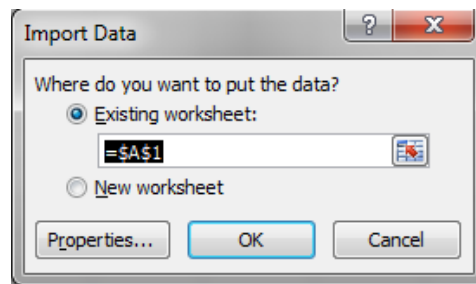 Import Data
Where do you want to put the data?
Existing worksheet:
=$A$1
New worksheet
Properties... OK Cancel